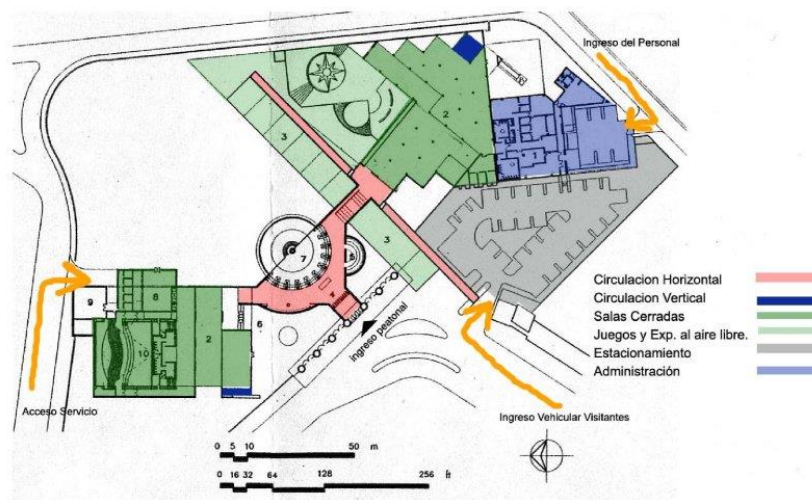 Ingreso del Personal
2
3
3
7
8
9
8
10
2
6
ingreso peatonal
Circulacion Horizontal
Circulacion Vertical
Salas Cerradas
Juegos y Exp. al aire libre.
Estacionamiento
Administración
Acceso Servicio
Ingreso Vehicular Visitantes
0 5 10 50 m
0 16 32 64 128 256 ft